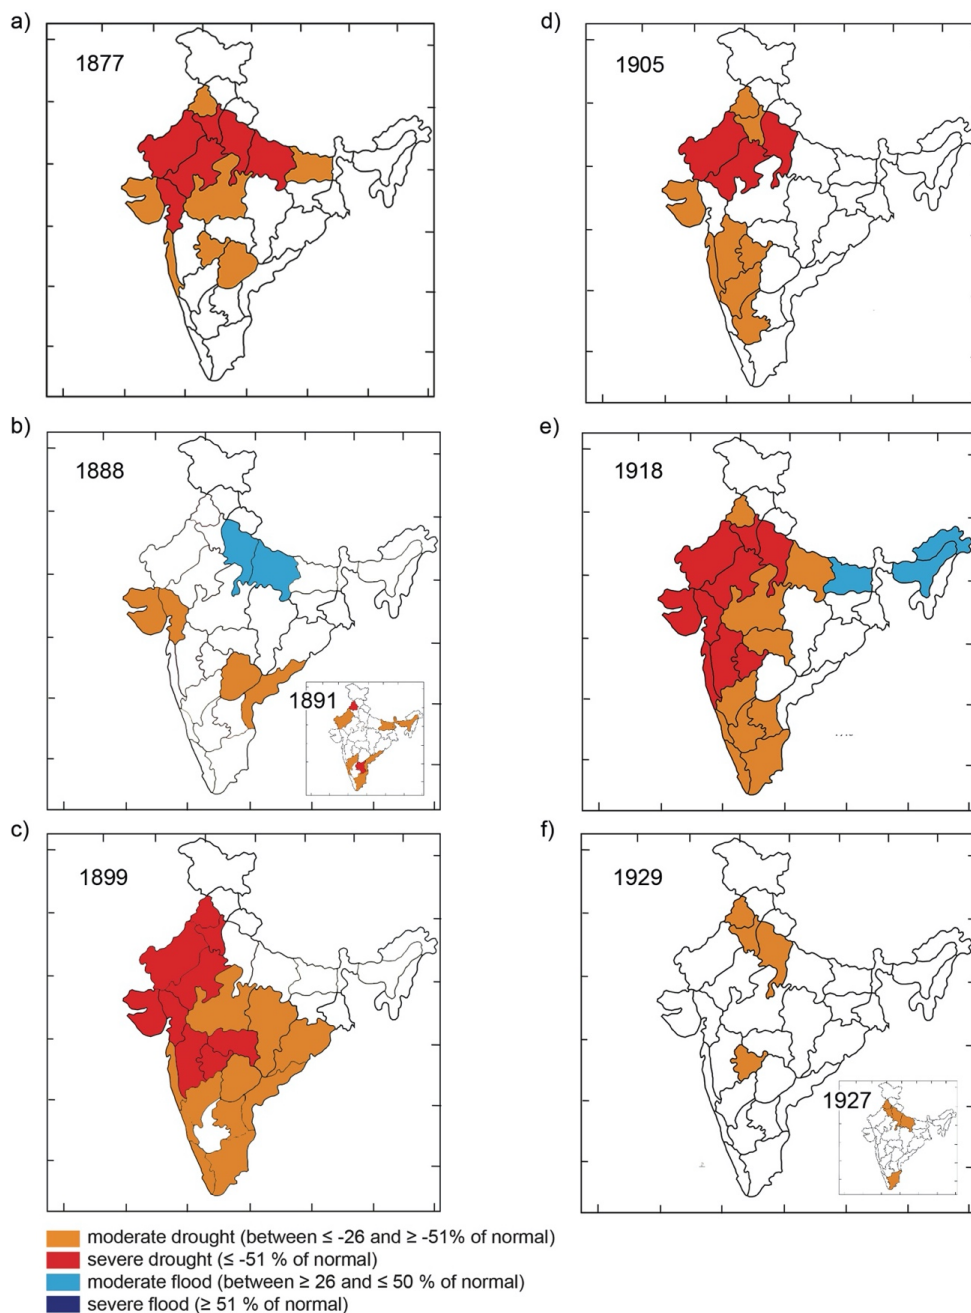 a)
1877
d)
1905
b)
1888
1891
e)
1918
c)
1899
f)
1929
1927
moderate drought (between ≤ -26 and ≥ -51% of normal)
severe drought (≤ -51 % of normal)
moderate flood (between ≥ 26 and ≤ 50 % of normal)
severe flood (≥ 51 % of normal)